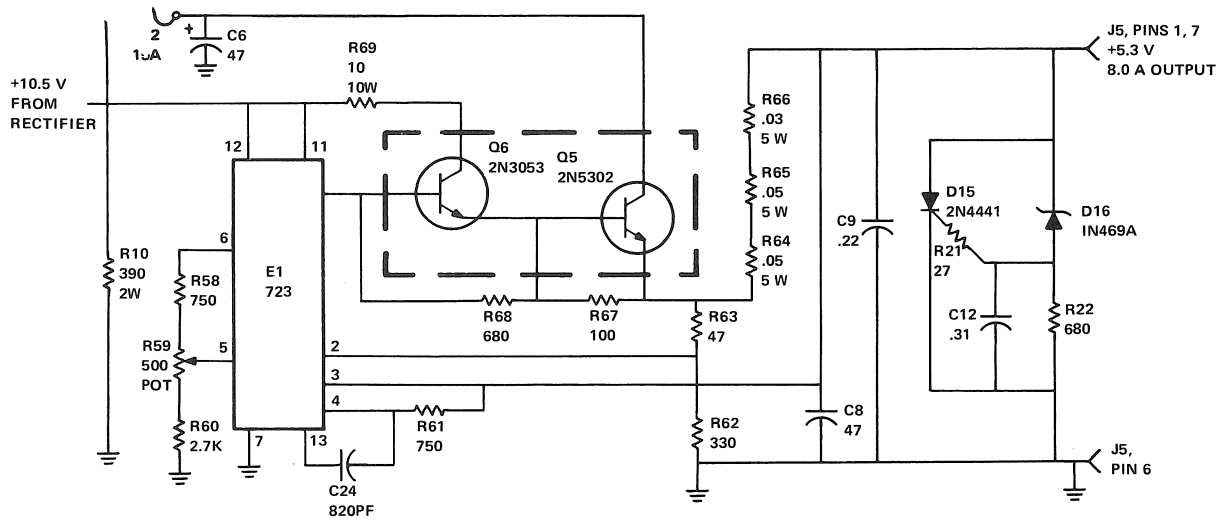 2
+
C6
47
R69
10
10W
J5, PINS 1, 7
+5.3 V
8.0 A OUTPUT
+10.5 V
FROM
RECTIFIER
R66
.03
5 W
12
11
Q6
2N3053
Q5
2N5302
R65
.05
5 W
D15
2N4441
D16
IN469A
C9
.22
6
R10
390
2W
R58
750
E1
723
R64
.05
5 W
R21
27
R68
680
R67
100
R63
47
C12
.31
R22
680
R59
500
POT
5
2
3
4
R61
750
R62
330
C8
47
R60
2.7K
7
13
C24
820PF
J5,
PIN 6